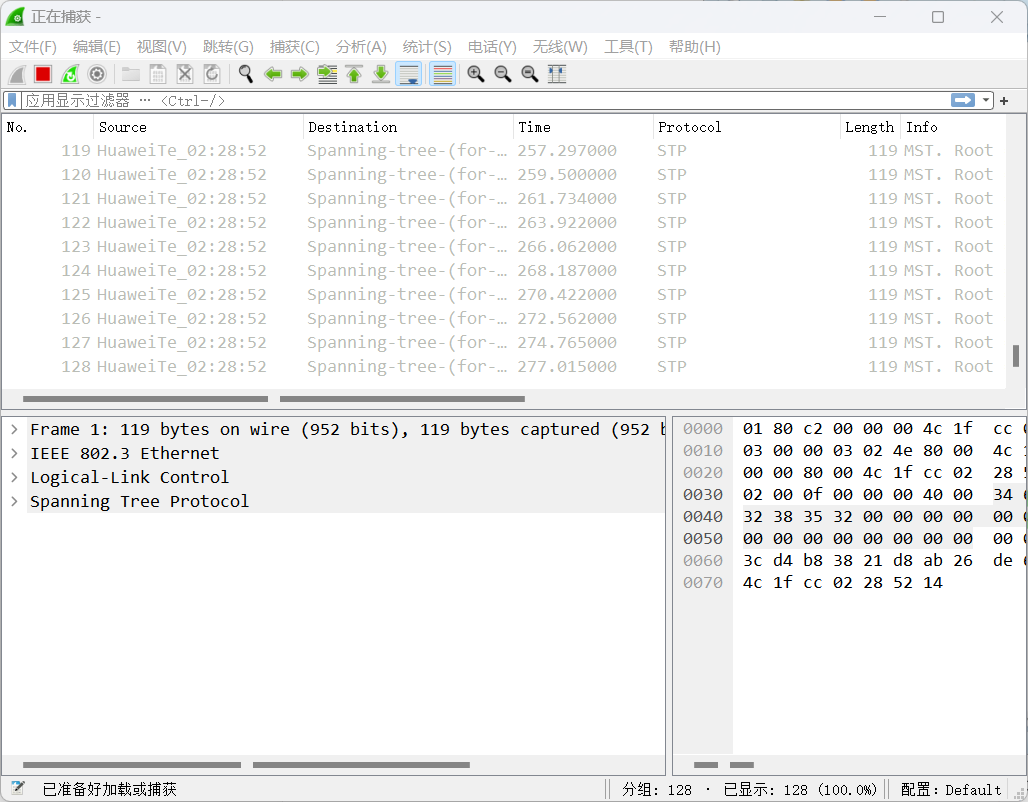 正在捕获 -
文件(F) 编辑(E) 视图(V) 跳转(G) 捕获(C) 分析(A) 统计(S) 电话(Y) 无线(W) 工具(T) 帮助(H)
应用显示过滤器 … <Ctrl-/>
No. Source Destination Time Protocol Length Info
119 HuaweiTe_02:28:52 Spanning-tree-(for-… 257.297000 STP 119 MST. Root
120 HuaweiTe_02:28:52 Spanning-tree-(for-… 259.500000 STP 119 MST. Root
121 HuaweiTe_02:28:52 Spanning-tree-(for-… 261.734000 STP 119 MST. Root
122 HuaweiTe_02:28:52 Spanning-tree-(for-… 263.922000 STP 119 MST. Root
123 HuaweiTe_02:28:52 Spanning-tree-(for-… 266.062000 STP 119 MST. Root
124 HuaweiTe_02:28:52 Spanning-tree-(for-… 268.187000 STP 119 MST. Root
125 HuaweiTe_02:28:52 Spanning-tree-(for-… 270.422000 STP 119 MST. Root
126 HuaweiTe_02:28:52 Spanning-tree-(for-… 272.562000 STP 119 MST. Root
127 HuaweiTe_02:28:52 Spanning-tree-(for-… 274.765000 STP 119 MST. Root
128 HuaweiTe_02:28:52 Spanning-tree-(for-… 277.015000 STP 119 MST. Root
Frame 1: 119 bytes on wire (952 bits), 119 bytes captured (952 b
IEEE 802.3 Ethernet
Logical-Link Control
Spanning Tree Protocol
0000 01 80 c2 00 00 00 4c 1f cc
0010 03 00 00 03 02 4e 80 00 4c
0020 00 00 80 00 4c 1f cc 02 28
0030 02 00 0f 00 00 00 40 00 34
0040 32 38 35 32 00 00 00 00 00
0050 00 00 00 00 00 00 00 00 00
0060 3c d4 b8 38 21 d8 ab 26 de
0070 4c 1f cc 02 28 52 14
已准备好加载或捕获 分组: 128 · 已显示: 128 (100.0%) 配置: Default